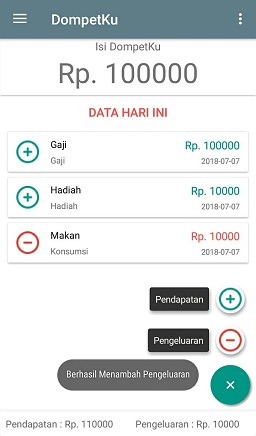 DompetKu
Isi DompetKu
Rp. 100000
DATA HARI INI
Gaji
Rp. 100000
Gaji
2018-07-07
Hadiah
Rp. 10000
Hadiah
2018-07-07
Makan
Rp. 10000
Konsumsi
2018-07-07
Pendapatan
Pengeluaran
Berhasil Menambah Pengeluaran
Pendapatan : Rp. 110000
Pengeluaran : Rp. 10000